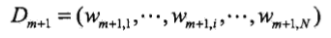 D_{m+1} = (w_{m+1,1}, ⋯, w_{m+1,i}, ⋯, w_{m+1,N})